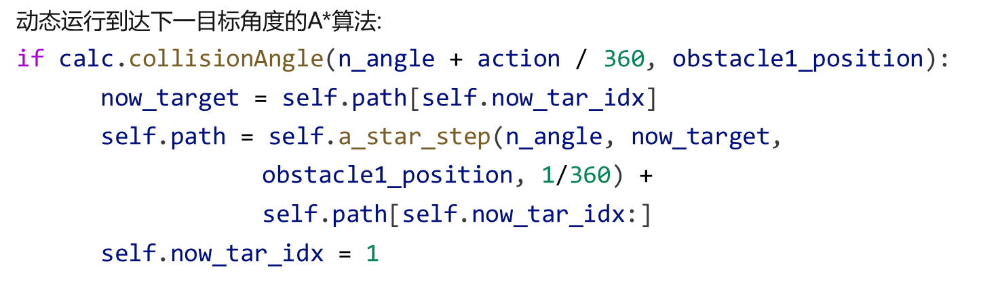 动态运行到达下一目标角度的A*算法:
if calc.collisionAngle(n_angle + action / 360, obstacle1_position):
now_target = self.path[self.now_tar_idx]
self.path = self.a_star_step(n_angle, now_target,
obstacle1_position, 1/360) +
self.path[self.now_tar_idx:]
self.now_tar_idx = 1